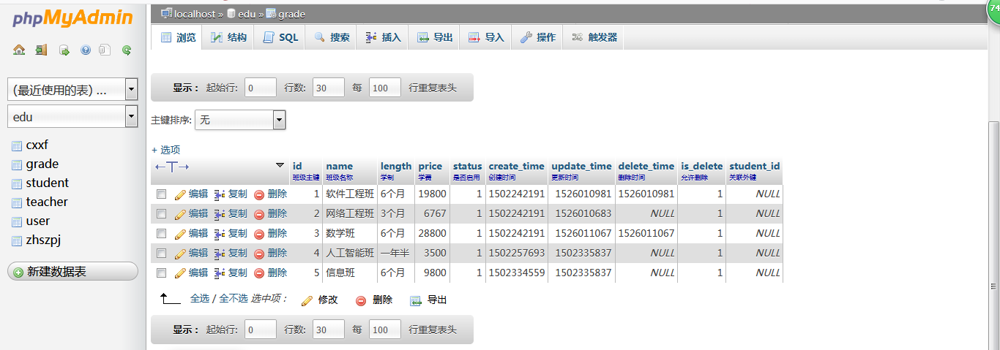 phpMyAdmin
(最近使用的表) ...
edu
cxxf
grade
student
teacher
user
zhszpj
新建数据表
localhost » edu » grade
浏览 结构 SQL 搜索 插入 导出 导入 操作 触发器
74
显示： 起始行: 0 行数: 30 每 100 行重复表头
主键排序: 无
+ 选项
←T→ id name length price status create_time update_time delete_time is_delete student_id
班级主键 班级名称 学制 学费 是否启用 创建时间 更新时间 删除时间 允许删除 关联外键
编辑 复制 删除 1 软件工程班 6个月 19800 1 1502242191 1526010981 1526010981 1 NULL
编辑 复制 删除 2 网络工程班 3个月 6767 1 1502242191 1526010683 NULL 1 NULL
编辑 复制 删除 3 数学班 6个月 28800 1 1502242191 1526011067 1526011067 1 NULL
编辑 复制 删除 4 人工智能班 一年半 3500 1 1502257693 1502335837 NULL 1 NULL
编辑 复制 删除 5 信息班 6个月 9800 1 1502334559 1502335837 NULL 1 NULL
全选 / 全不选 选中项： 修改 删除 导出
显示： 起始行: 0 行数: 30 每 100 行重复表头